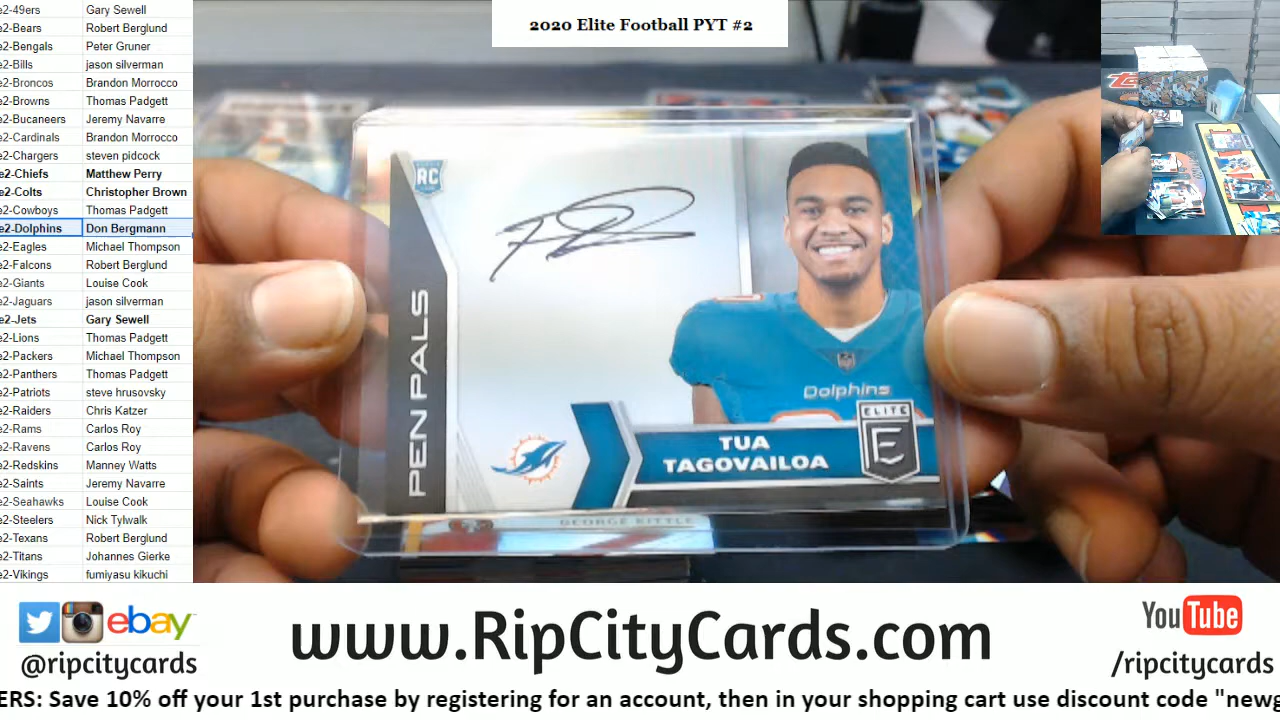 2020 Elite Football PYT #2
e2-49ers Gary Sewell
e2-Bears Robert Berglund
e2-Bengals Peter Gruner
e2-Bills jason silverman
e2-Broncos Brandon Morrocco
e2-Browns Thomas Padgett
e2-Bucaneers Jeremy Navarre
e2-Cardinals Brandon Morrocco
e2-Chargers steven pidcock
e2-Chiefs Matthew Perry
e2-Colts Christopher Brown
e2-Cowboys Thomas Padgett
e2-Dolphins Don Bergmann
e2-Eagles Michael Thompson
e2-Falcons Robert Berglund
e2-Giants Louise Cook
e2-Jaguars jason silverman
e2-Jets Gary Sewell
e2-Lions Thomas Padgett
e2-Packers Michael Thompson
e2-Panthers Thomas Padgett
e2-Patriots steve hrusovsky
e2-Raiders Chris Katzer
e2-Rams Carlos Roy
e2-Ravens Carlos Roy
e2-Redskins Manney Watts
e2-Saints Jeremy Navarre
e2-Seahawks Louise Cook
e2-Steelers Nick Tylwalk
e2-Texans Robert Berglund
e2-Titans Johannes Gierke
e2-Vikings fumiyasu kikuchi
RC
PEN PALS
Dolphins
ELITE
E
TUA
TAGOVAILOA
GEORGE KITTLE
ebay
@ripcitycards
www.RipCityCards.com
YouTube
/ripcitycards
ERS: Save 10% off your 1st purchase by registering for an account, then in your shopping cart use discount code "newg